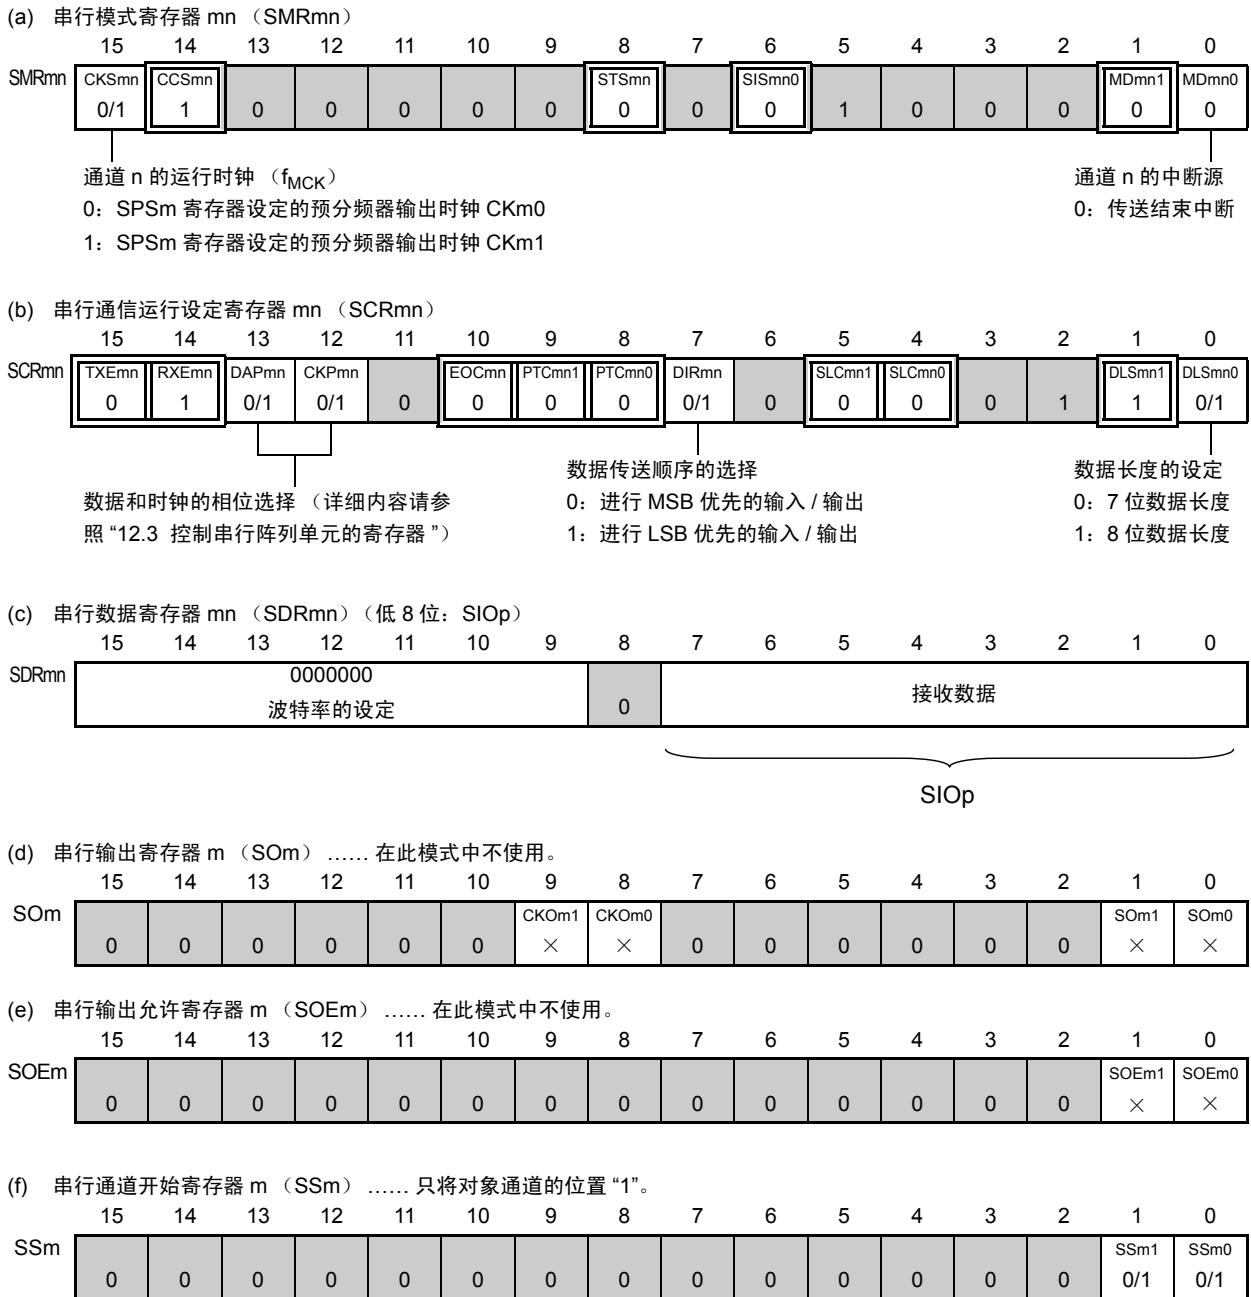 (a) 串行模式寄存器 mn （SMRmn）
15 14 13 12 11 10 9 8 7 6 5 4 3 2 1 0
SMRmn CKSmn CCSmn STSmn SISmn0 MDmn1 MDmn0
0/1 1 0 0 0 0 0 0 0 0 1 0 0 0 0 0
通道 n 的运行时钟 （fMCK） 通道 n 的中断源
0：SPSm 寄存器设定的预分频器输出时钟 CKm0 0：传送结束中断
1：SPSm 寄存器设定的预分频器输出时钟 CKm1
(b) 串行通信运行设定寄存器 mn （SCRmn）
15 14 13 12 11 10 9 8 7 6 5 4 3 2 1 0
SCRmn TXEmn RXEmn DAPmn CKPmn EOCmn PTCmn1 PTCmn0 DIRmn SLCmn1 SLCmn0 DLSmn1 DLSmn0
0 1 0/1 0/1 0 0 0 0 0/1 0 0 0 0 1 1 0/1
数据传送顺序的选择 数据长度的设定
数据和时钟的相位选择 （详细内容请参 0：进行 MSB 优先的输入 / 输出 0：7 位数据长度
照 “12.3 控制串行阵列单元的寄存器 ”） 1：进行 LSB 优先的输入 / 输出 1：8 位数据长度
(c) 串行数据寄存器 mn （SDRmn）（低 8 位：SIOp）
15 14 13 12 11 10 9 8 7 6 5 4 3 2 1 0
SDRmn 0000000
波特率的设定 0 接收数据
SIOp
(d) 串行输出寄存器 m （SOm） …… 在此模式中不使用。
15 14 13 12 11 10 9 8 7 6 5 4 3 2 1 0
SOm CKOm1 CKOm0 SOm1 SOm0
0 0 0 0 0 0 × × 0 0 0 0 0 0 × ×
(e) 串行输出允许寄存器 m （SOEm） …… 在此模式中不使用。
15 14 13 12 11 10 9 8 7 6 5 4 3 2 1 0
SOEm SOEm1 SOEm0
0 0 0 0 0 0 0 0 0 0 0 0 0 0 × ×
(f) 串行通道开始寄存器 m （SSm） …… 只将对象通道的位置 “1”。
15 14 13 12 11 10 9 8 7 6 5 4 3 2 1 0
SSm SSm1 SSm0
0 0 0 0 0 0 0 0 0 0 0 0 0 0 0/1 0/1